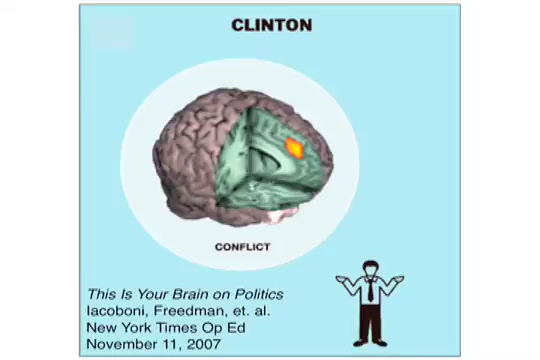 CLINTON
CONFLICT
This Is Your Brain on Politics
Iacoboni, Freedman, et. al.
New York Times Op Ed
November 11, 2007